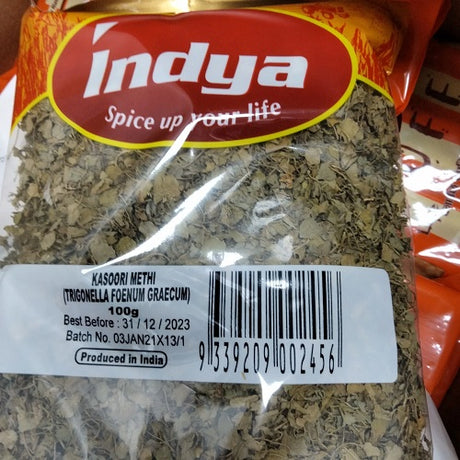 indya
Spice up your life
KASOORI METHI
(TRIGONELLA FOENUM GRAECUM)
100g
Best Before : 31 / 12 / 2023
Batch No. 03JAN21X13/1
Produced in India
9 339209 002456